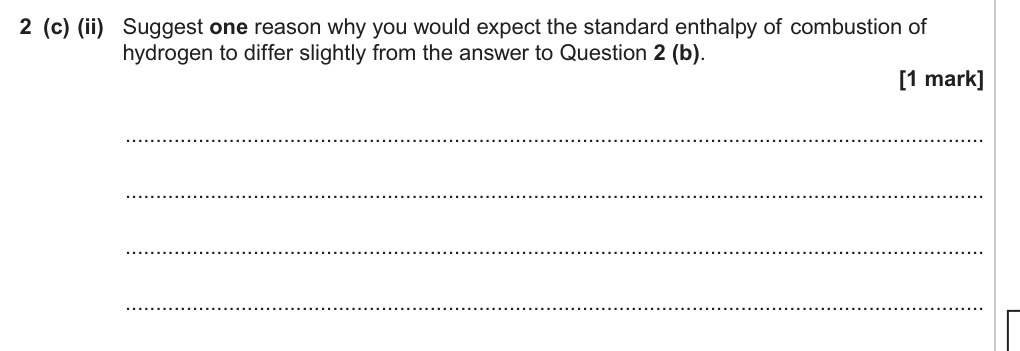 2 (c) (ii) Suggest one reason why you would expect the standard enthalpy of combustion of
hydrogen to differ slightly from the answer to Question 2 (b).
[1 mark]